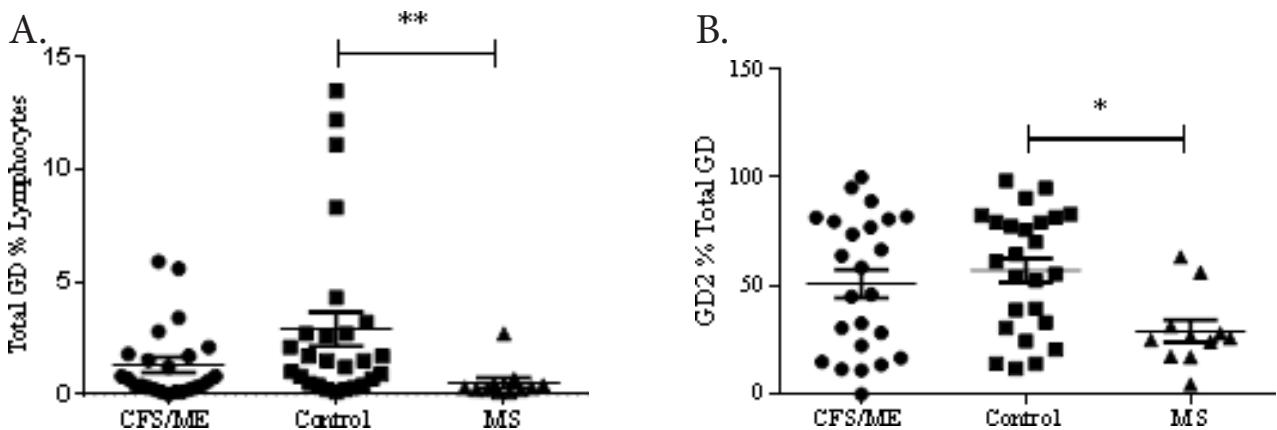 A.
**
Total GD % Lymphocytes
15
10
5
0
CFS/ME Control MS
B.
*
GD2 % Total GD
150
100
50
0
CFS/ME Control MS